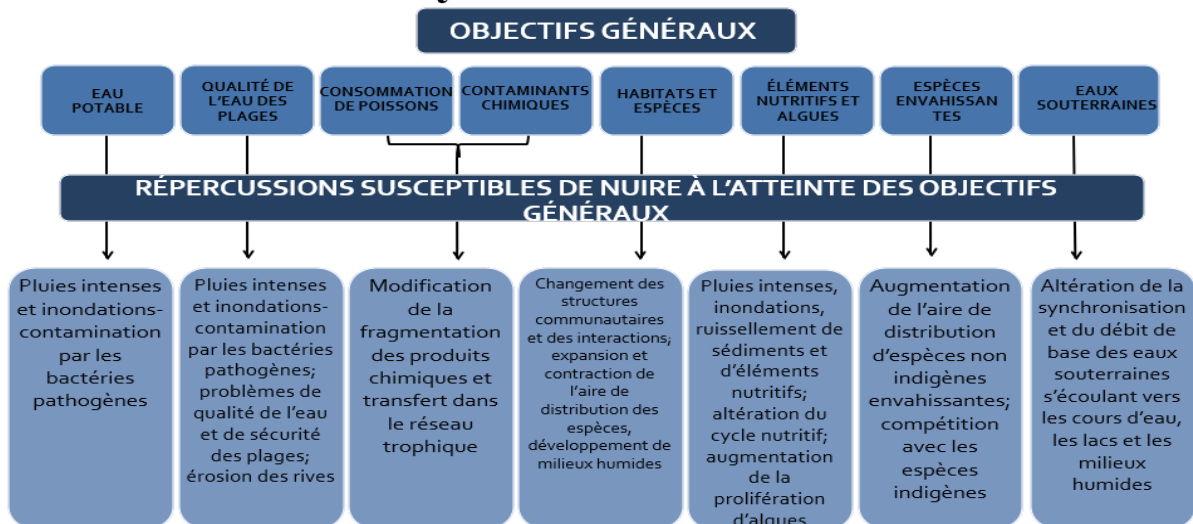 OBJECTIFS GÉNÉRAUX
EAU
POTABLE
QUALITÉ DE
L'EAU DES
PLAGES
CONSOMMATION
DE POISSONS
CONTAMINANTS
CHIMIQUES
HABITATS ET
ESPÈCES
ÉLÉMENTS
NUTRITIFS ET
ALGUES
ESPÈCES
ENVAHISSAN
TES
EAUX
SOUTERRAINES
RÉPERCUSSIONS SUSCEPTIBLES DE NUIRE À L'ATTEINTE DES OBJECTIFS
GÉNÉRAUX
Pluies intenses
et inondations-
contamination
par les
bactéries
pathogènes
Pluies intenses
et inondations-
contamination
par les bactéries
pathogènes;
problèmes de
qualité de l'eau
et de sécurité
des plages;
érosion des rives
Modification
de la
fragmentation
des produits
chimiques et
transfert dans
le réseau
trophique
Changement des
structures
communautaires
et des interactions;
expansion et
contraction de
l'aire de
distribution des
espèces,
développement de
milieux humides
Pluies intenses,
inondations,
ruissellement de
sédiments et
d'éléments
nutritifs;
altération du
cycle nutritif;
augmentation
de la
prolifération
d'algues
Augmentation
de l'aire de
distribution
d'espèces non
indigènes
envahissantes;
compétition
avec les
espèces
indigènes
Altération de la
synchronisation
et du débit de
base des eaux
souterraines
s'écoulant vers
les cours d'eau,
les lacs et les
milieux
humides